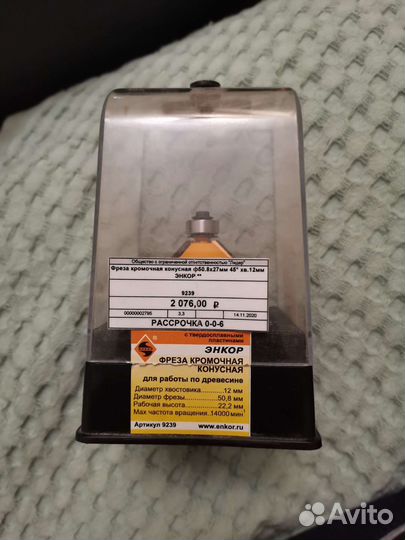 Общество с ограниченной ответственностью "Лидер"
Фреза кромочная конусная ф50.8х27мм 45° хв.12мм
ЭНКОР **
9239
2 076,00 ₽
00000002795 3,3 14.11.2020
РАССРОЧКА 0-0-6
с твердосплавными
пластинами
®
ЭНКОР
ФРЕЗА КРОМОЧНАЯ
КОНУСНАЯ
для работы по древесине
Диаметр хвостовика............12 мм
Диаметр фрезы................50,8 мм
Рабочая высота................22,2 мм
Мах частота вращения.14000мин
Артикул 9239 www.enkor.ru
Avito